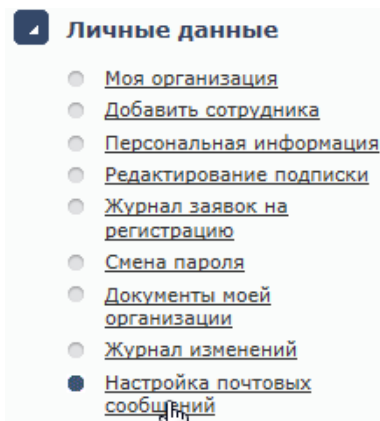 Личные данные
Моя организация
Добавить сотрудника
Персональная информация
Редактирование подписки
Журнал заявок на
регистрацию
Смена пароля
Документы моей
организации
Журнал изменений
Настройка почтовых
сообщений